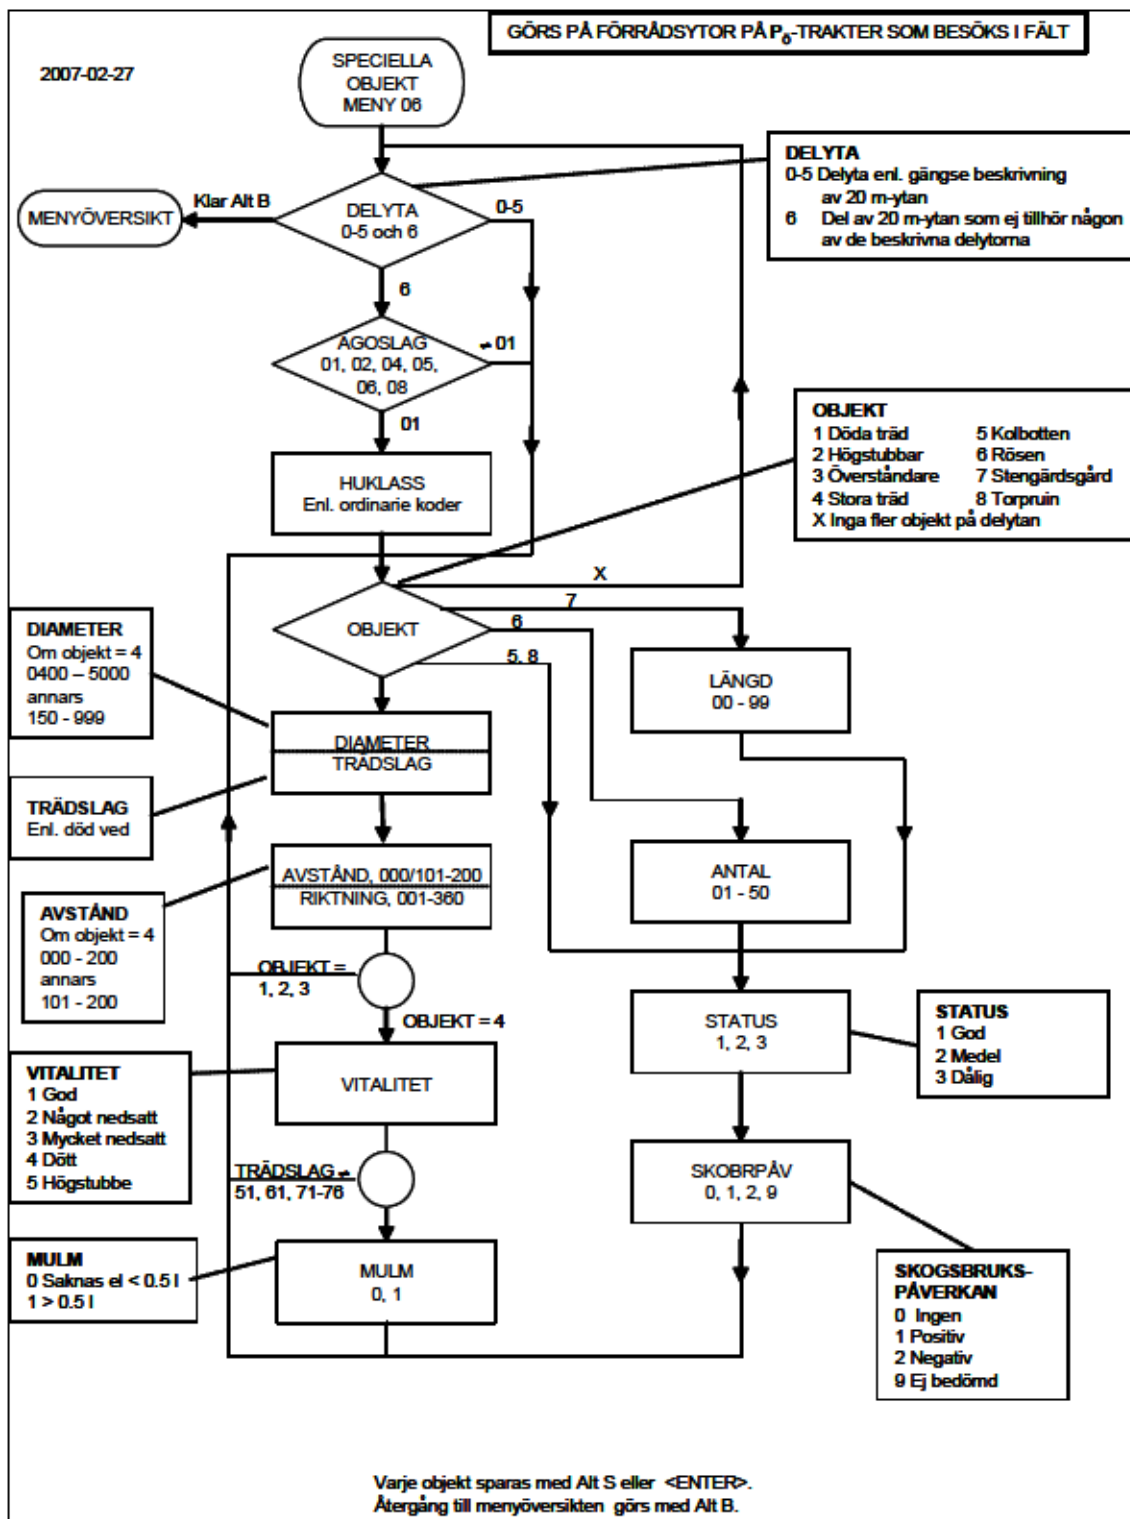 GÖRS PÅ FÖRRÅDSYTOR PÅ Pö-TRAKTER SOM BESÖKS I FÄLT
2007-02-27
SPECIELLA
OBJEKT
MENY 06
DELYTA
0-5 Delyta enl. gängse beskrivning
av 20 m-ytan
6 Del av 20 m-ytan som ej tillhör någon
av de beskrivna delytorna
MENYÖVERSIKT
Klar Alt B
DELYTA
0-5 och 6
0-5
6
AGOSLAG
01, 02, 04, 05,
06, 08
≠ 01
01
HUKLASS
Enl. ordinarie koder
OBJEKT
1 Döda träd 5 Kolbotten
2 Högstubbar 6 Rösen
3 Överståndare 7 Stengärdsgård
4 Stora träd 8 Torpruin
X Inga fler objekt på delytan
X
7
OBJEKT
6
5, 8
DIAMETER
Om objekt = 4
0400 – 5000
annars
150 - 999
LÄNGD
00 - 99
DIAMETER
TRÄDSLAG
TRÄDSLAG
Enl. död ved
AVSTÅND, 000/101-200
RIKTNING, 001-360
ANTAL
01 - 50
AVSTÅND
Om objekt = 4
000 - 200
annars
101 - 200
OBJEKT =
1, 2, 3
OBJEKT = 4
STATUS
1, 2, 3
STATUS
1 God
2 Medel
3 Dålig
VITALITET
1 God
2 Något nedsatt
3 Mycket nedsatt
4 Dött
5 Högstubbe
VITALITET
TRÄDSLAG ≠
51, 61, 71-76
SKOBRPÅV
0, 1, 2, 9
MULM
0 Saknas el < 0.5 l
1 > 0.5 l
MULM
0, 1
SKOGSBRUKS-
PÅVERKAN
0 Ingen
1 Positiv
2 Negativ
9 Ej bedömd
Varje objekt sparas med Alt S eller <ENTER>.
Återgång till menyöversikten görs med Alt B.